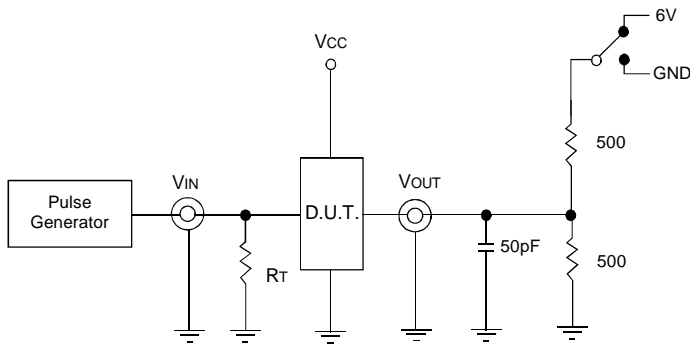 6V
GND
VCC
500
VIN
VOUT
Pulse
Generator
D.U.T.
50pF
RT
500